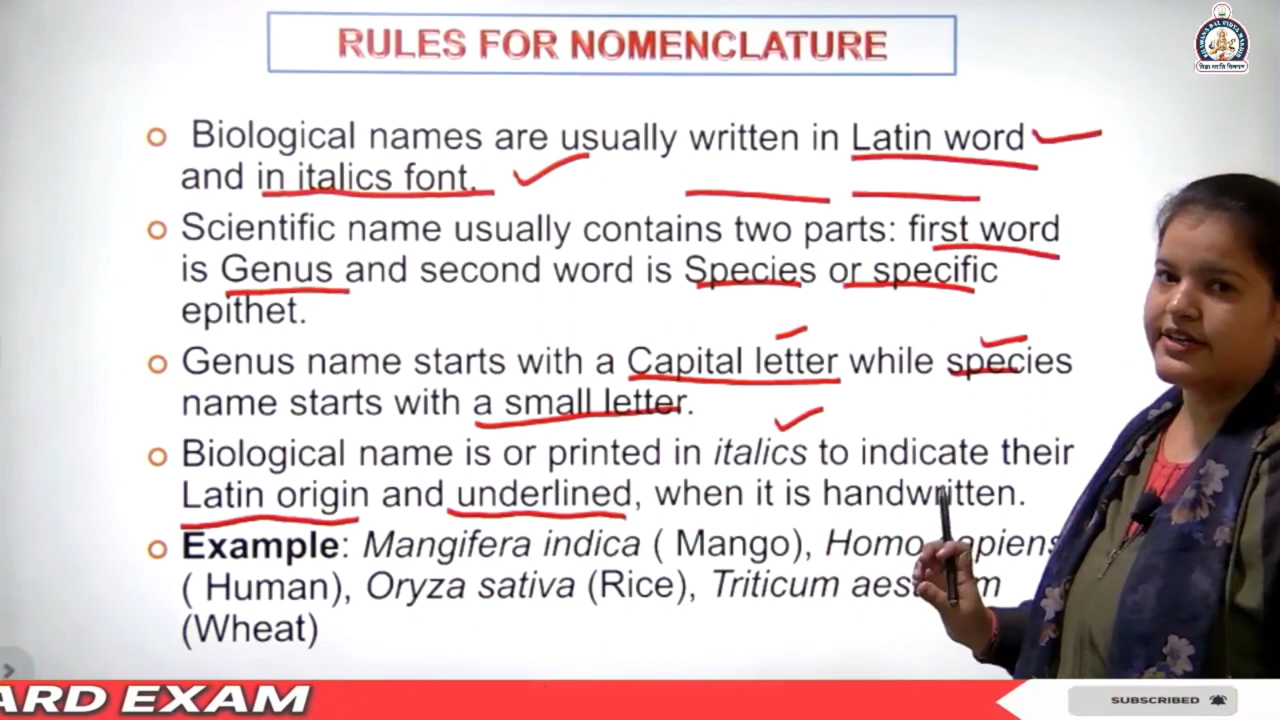 RULES FOR NOMENCLATURE
Biological names are usually written in Latin word
and in italics font.
Scientific name usually contains two parts: first word
is Genus and second word is Species or specific
epithet.
Genus name starts with a Capital letter while species
name starts with a small letter.
Biological name is or printed in italics to indicate their
Latin origin and underlined, when it is handwritten.
Example: Mangifera indica ( Mango), Homo
( Human), Oryza sativa (Rice), Triticum
(Wheat)
ARD EXAM
SUBSCRIBED